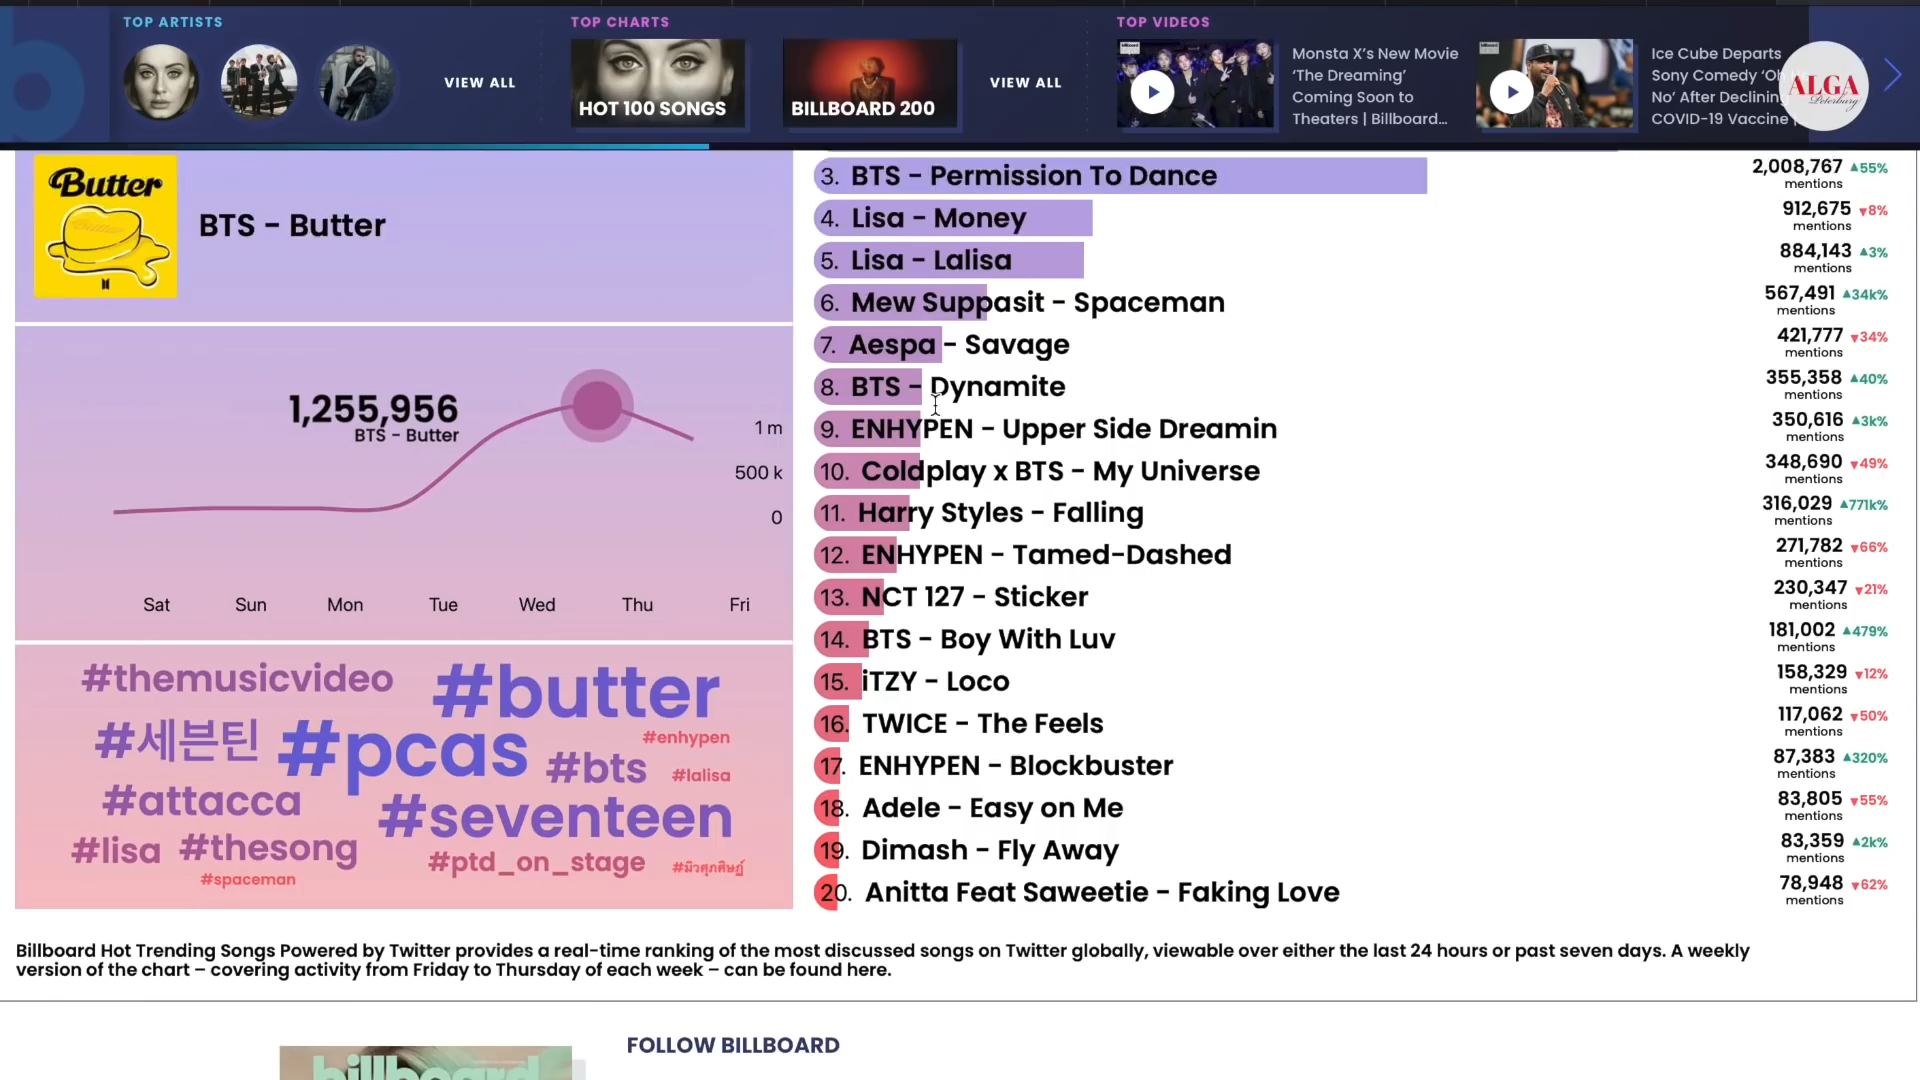 TOP ARTISTS
VIEW ALL
TOP CHARTS
HOT 100 SONGS
BILLBOARD 200
VIEW ALL
TOP VIDEOS
Monsta X's New Movie
'The Dreaming'
Coming Soon to
Theaters | Billboard...
Ice Cube Departs
Sony Comedy 'Oh
No' After Declining
COVID-19 Vaccine |
ALGA
Peterburg
Butter
BTS - Butter
1,255,956
BTS - Butter
1 m
500 k
0
Sat Sun Mon Tue Wed Thu Fri
#themusicvideo #butter
#세븐틴 #pcas #enhypen
#bts #lalisa
#attacca #seventeen
#lisa #thesong #ptd_on_stage #มิวศุภศิษฏ์
#spaceman
3. BTS - Permission To Dance 2,008,767 ▲55%
mentions
4. Lisa - Money 912,675 ▼8%
mentions
5. Lisa - Lalisa 884,143 ▲3%
mentions
6. Mew Suppasit - Spaceman 567,491 ▲34k%
mentions
7. Aespa - Savage 421,777 ▼34%
mentions
8. BTS - Dynamite 355,358 ▲40%
mentions
9. ENHYPEN - Upper Side Dreamin 350,616 ▲3k%
mentions
10. Coldplay x BTS - My Universe 348,690 ▼49%
mentions
11. Harry Styles - Falling 316,029 ▲771k%
mentions
12. ENHYPEN - Tamed-Dashed 271,782 ▼66%
mentions
13. NCT 127 - Sticker 230,347 ▼21%
mentions
14. BTS - Boy With Luv 181,002 ▲479%
mentions
15. iTZY - Loco 158,329 ▼12%
mentions
16. TWICE - The Feels 117,062 ▼50%
mentions
17. ENHYPEN - Blockbuster 87,383 ▲320%
mentions
18. Adele - Easy on Me 83,805 ▼55%
mentions
19. Dimash - Fly Away 83,359 ▲2k%
mentions
20. Anitta Feat Saweetie - Faking Love 78,948 ▼62%
mentions
Billboard Hot Trending Songs Powered by Twitter provides a real-time ranking of the most discussed songs on Twitter globally, viewable over either the last 24 hours or past seven days. A weekly
version of the chart – covering activity from Friday to Thursday of each week – can be found here.
FOLLOW BILLBOARD
billboard